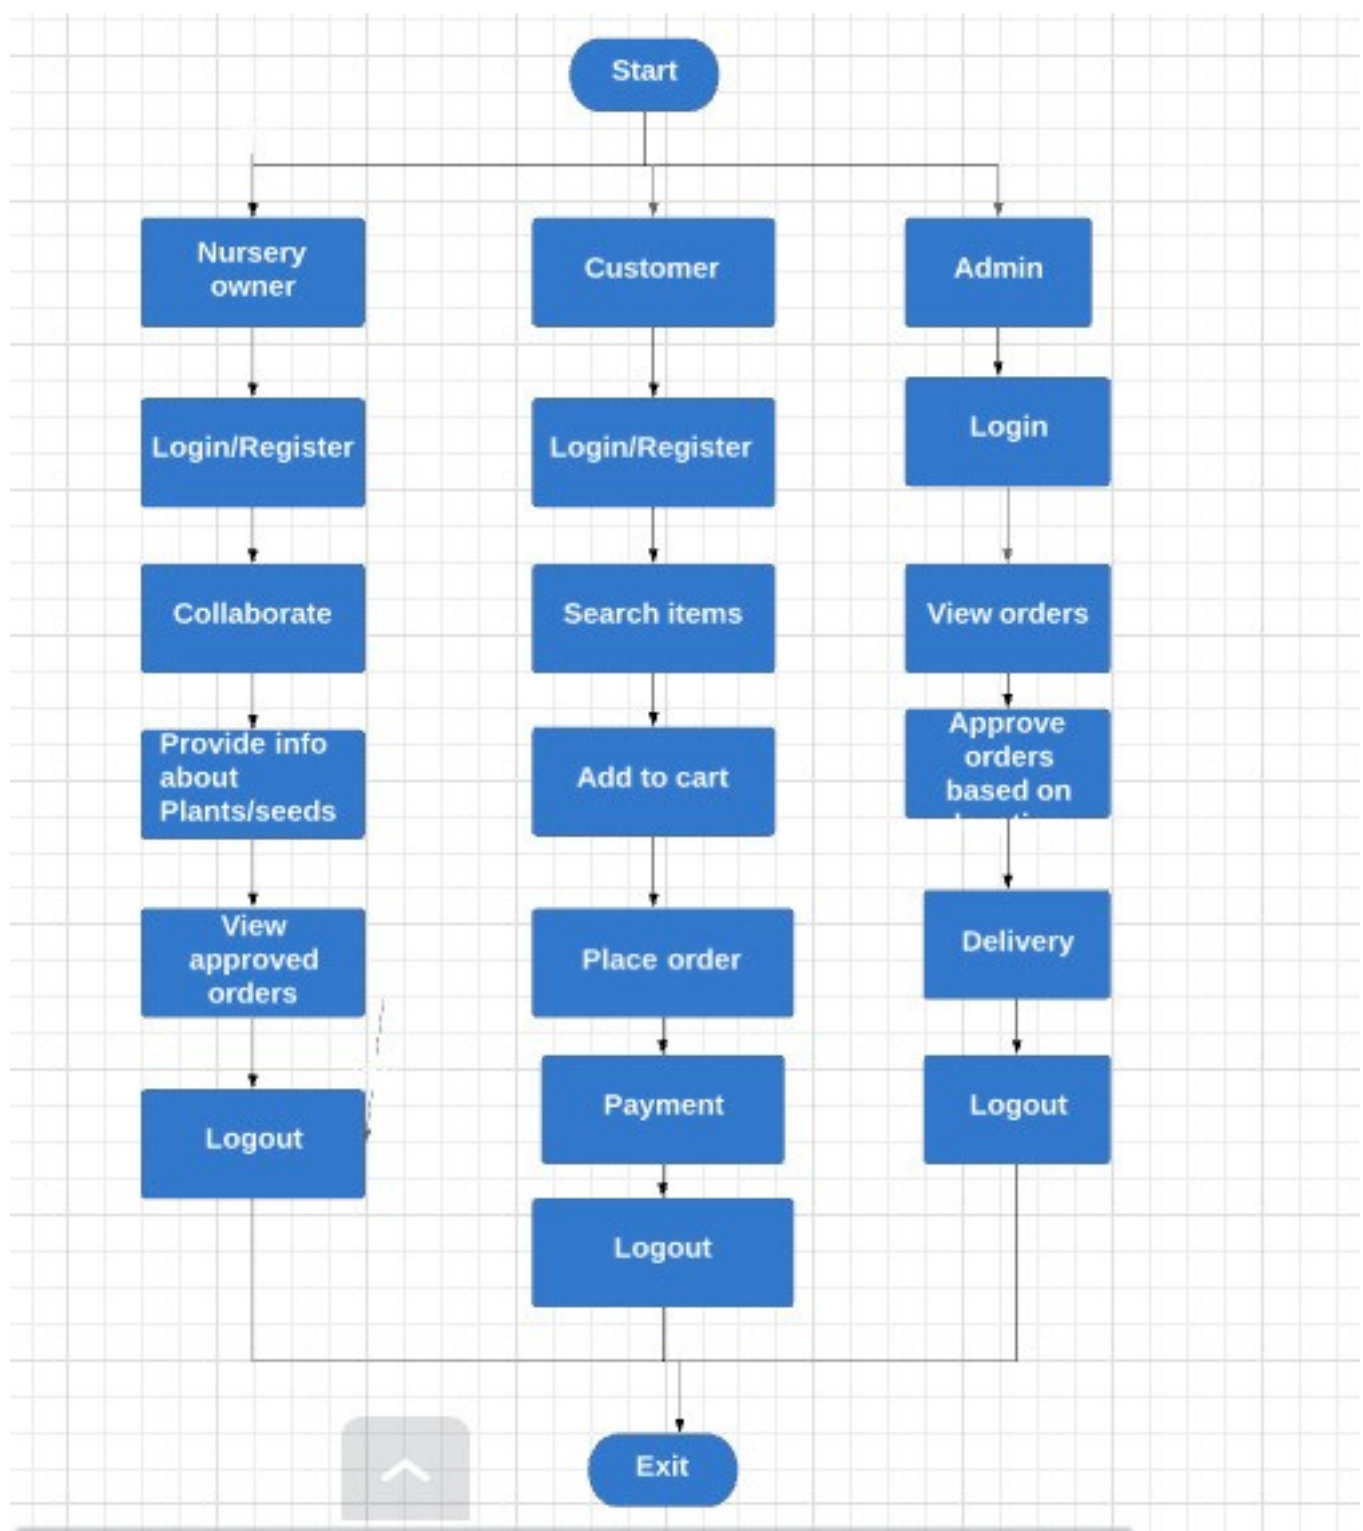 Start
Nursery
owner
Customer
Admin
Login/Register
Login/Register
Login
Collaborate
Search items
View orders
Provide info
about
Plants/seeds
Add to cart
Approve
orders
based on
View
approved
orders
Place order
Delivery
Logout
Payment
Logout
Logout
Exit